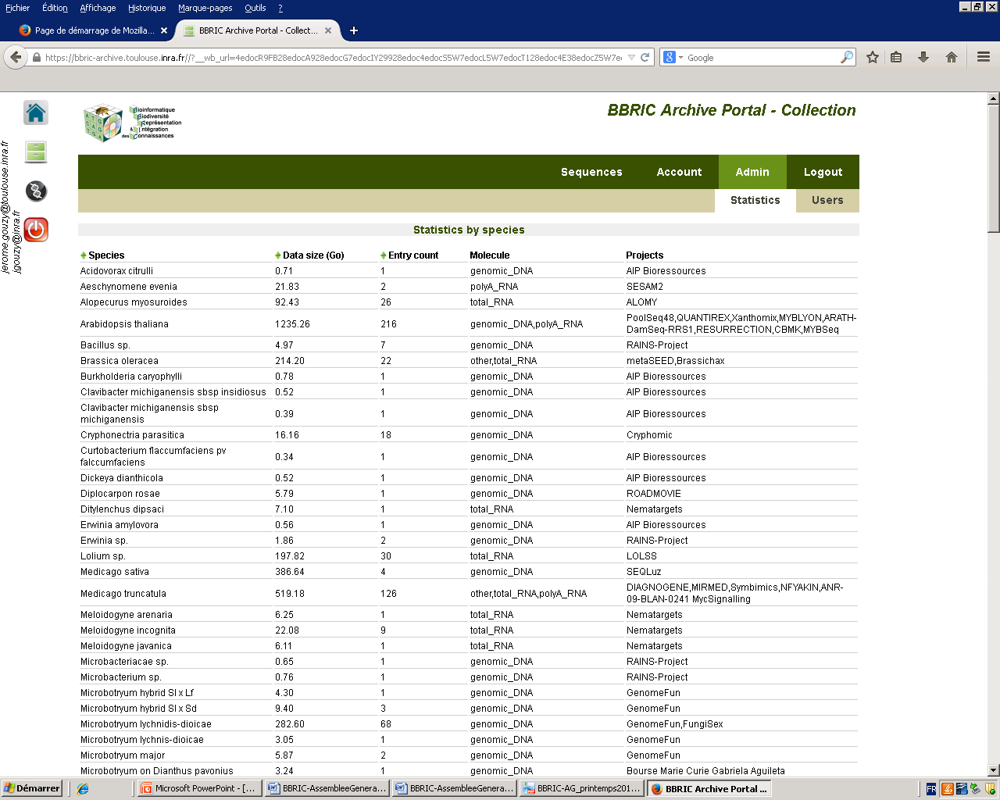 Fichier Édition Affichage Historique Marque-pages Outils ?
Page de démarrage de Mozilla...
BBRIC Archive Portal - Collect...
https://bbric-archive.toulouse.inra.fr//?__wb_url=4edocR9FB28edocA928edocG7edocIY29928edoc4edocS5W7edocL5W7edocT128edoc4E38edocZ5W7e
Google
jerome.gouzy@toulouse.inra.fr
jgouzy@inra.fr
Bioinformatique
Biodiversité
Représentation
& Intégration
des Connaissances
BBRIC Archive Portal - Collection
Sequences Account Admin Logout
Statistics Users
Statistics by species
Species Data size (Go) Entry count Molecule Projects
Acidovorax citrulli 0.71 1 genomic_DNA AIP Bioressources
Aeschynomene evenia 21.83 2 polyA_RNA SESAM2
Alopecurus myosuroides 92.43 26 total_RNA ALOMY
Arabidopsis thaliana 1235.26 216 genomic_DNA,polyA_RNA PoolSeq48,QUANTIREX,Xanthomix,MYBLYON,ARATH-
DamSeq-RRS1,RESURRECTION,CBMK,MYBSeq
Bacillus sp. 4.97 7 genomic_DNA RAINS-Project
Brassica oleracea 214.20 22 other,total_RNA metaSEED,Brassichax
Burkholderia caryophylli 0.78 1 genomic_DNA AIP Bioressources
Clavibacter michiganensis sbsp insidiosus 0.52 1 genomic_DNA AIP Bioressources
Clavibacter michiganensis sbsp
michiganensis 0.39 1 genomic_DNA AIP Bioressources
Cryphonectria parasitica 16.16 18 genomic_DNA Cryphomic
Curtobacterium flaccumfaciens pv
falccumfaciens 0.34 1 genomic_DNA AIP Bioressources
Dickeya dianthicola 0.52 1 genomic_DNA AIP Bioressources
Diplocarpon rosae 5.79 1 genomic_DNA ROADMOVIE
Ditylenchus dipsaci 7.10 1 total_RNA Nematargets
Erwinia amylovora 0.56 1 genomic_DNA AIP Bioressources
Erwinia sp. 1.86 2 genomic_DNA RAINS-Project
Lolium sp. 197.82 30 total_RNA LOLSS
Medicago sativa 386.64 4 genomic_DNA SEQLuz
Medicago truncatula 519.18 126 other,total_RNA,polyA_RNA DIAGNOGENE,MIRMED,Symbimics,NFYAKIN,ANR-
09-BLAN-0241 MycSignalling
Meloidogyne arenaria 6.25 1 total_RNA Nematargets
Meloidogyne incognita 22.08 9 total_RNA Nematargets
Meloidogyne javanica 6.11 1 total_RNA Nematargets
Microbacteriacae sp. 0.65 1 genomic_DNA RAINS-Project
Microbacterium sp. 0.76 1 genomic_DNA RAINS-Project
Microbotryum hybrid Sl x Lf 4.30 1 genomic_DNA GenomeFun
Microbotryum hybrid Sl x Sd 9.40 3 genomic_DNA GenomeFun
Microbotryum lychnidis-dioicae 282.60 68 genomic_DNA GenomeFun,FungiSex
Microbotryum lychnis-dioicae 3.05 1 genomic_DNA GenomeFun
Microbotryum major 5.87 2 genomic_DNA GenomeFun
Microbotryum on Dianthus pavonius 3.24 1 genomic_DNA Bourse Marie Curie Gabriela Aguileta
Démarrer Microsoft PowerPoint - [... BBRIC-AssembleeGenera... BBRIC-AssembleeGenera... BBRIC-AG_printemps201... BBRIC Archive Portal ... FR